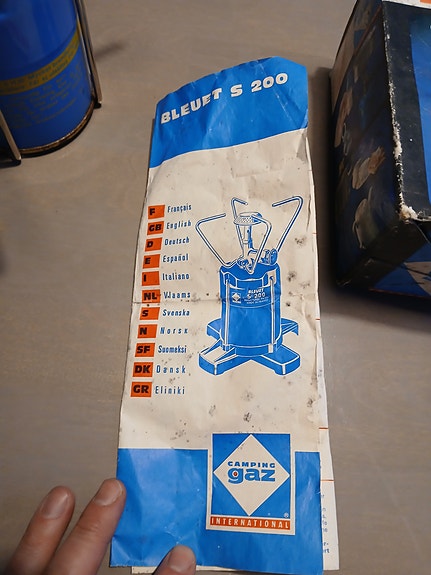 BLEUET S 200
F Français
GB English
D Deutsch
E Español
I Italiano
NL Vlaams
S Svenska
N Norsk
SF Suomeksi
DK Dansk
GR Eliniki
BLEUET
S 200
CAMPING
gaz
®
INTERNATIONAL